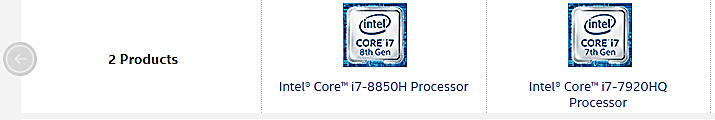 2 Products
intel
CORE i7
8th Gen
Intel® Core™ i7-8850H Processor
intel
CORE i7
7th Gen
Intel® Core™ i7-7920HQ
Processor